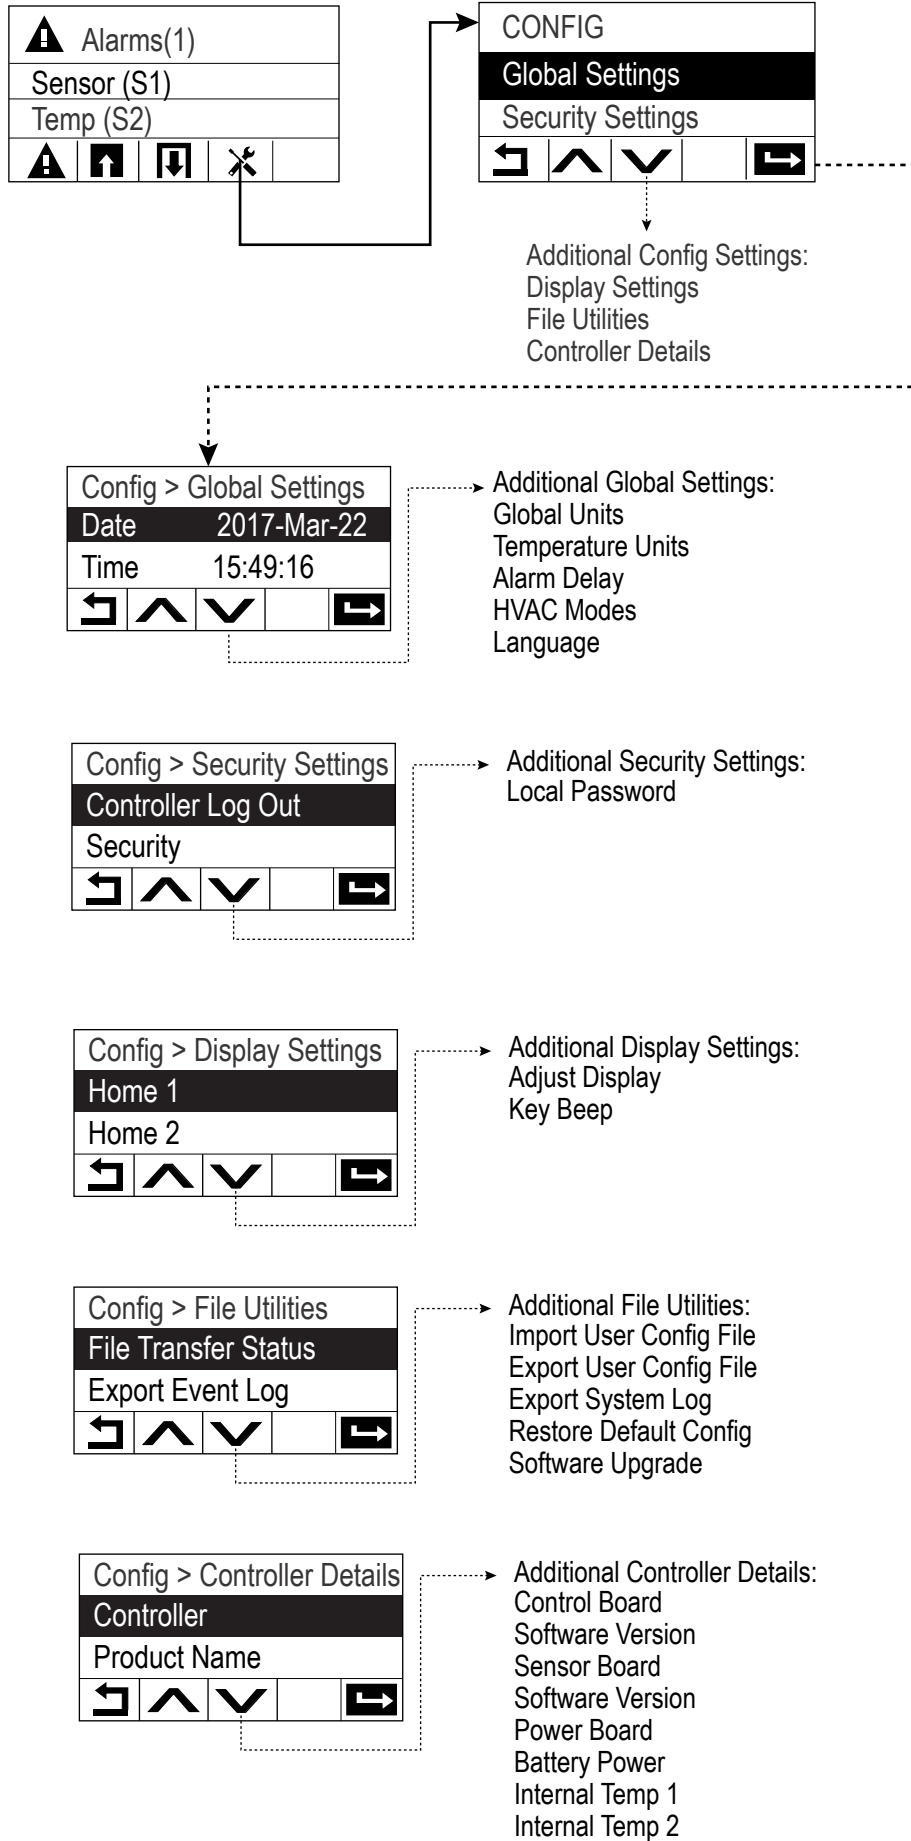 Alarms(1)
Sensor (S1)
Temp (S2)
CONFIG
Global Settings
Security Settings
Additional Config Settings:
Display Settings
File Utilities
Controller Details
Config > Global Settings
Date 2017-Mar-22
Time 15:49:16
Additional Global Settings:
Global Units
Temperature Units
Alarm Delay
HVAC Modes
Language
Config > Security Settings
Controller Log Out
Security
Additional Security Settings:
Local Password
Config > Display Settings
Home 1
Home 2
Additional Display Settings:
Adjust Display
Key Beep
Config > File Utilities
File Transfer Status
Export Event Log
Additional File Utilities:
Import User Config File
Export User Config File
Export System Log
Restore Default Config
Software Upgrade
Config > Controller Details
Controller
Product Name
Additional Controller Details:
Control Board
Software Version
Sensor Board
Software Version
Power Board
Battery Power
Internal Temp 1
Internal Temp 2